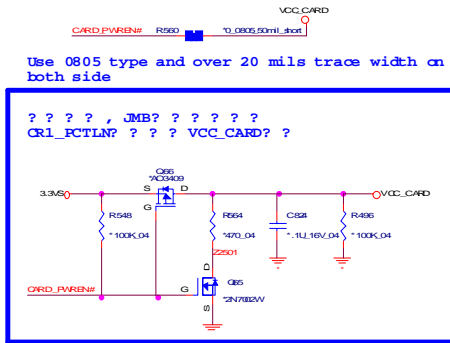 VCC_CARD
CARD_PWREN# R560 *0_0805_50mil_short
Use 0805 type and over 20 mils trace width on
both side
? ? ? ? , JMB? ? ? ? ? ?
CR1_PCTLN? ? ? ? VCC_CARD? ?
Q66
*AO3409
3.3VS S D VCC_CARD
G
R548 R564 C824 R496
*100K_04 *470_04 *.1U_16V_04 *100K_04
Z2501
D
CARD_PWREN# G Q65
*2N7002W
S